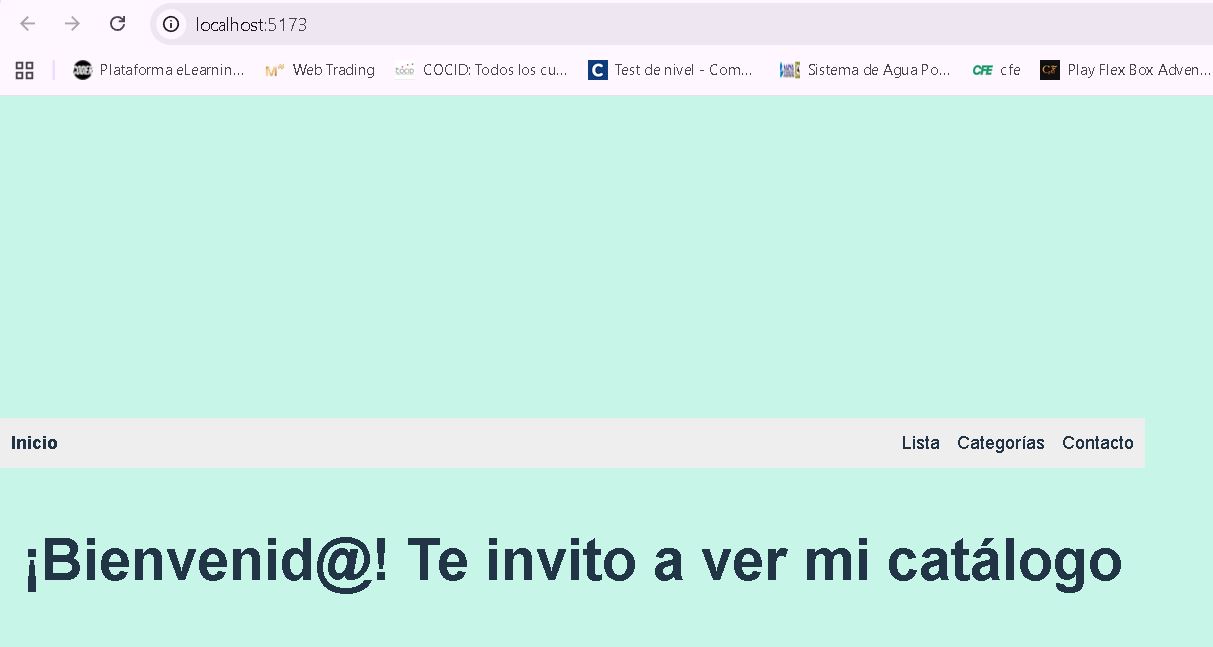 localhost:5173
Plataforma eLearnin... Web Trading COCID: Todos los cu... C Test de nivel - Com... Sistema de Agua Po... CFE cfe Play Flex Box Adven...
Inicio Lista Categorías Contacto
¡Bienvenid@! Te invito a ver mi catálogo